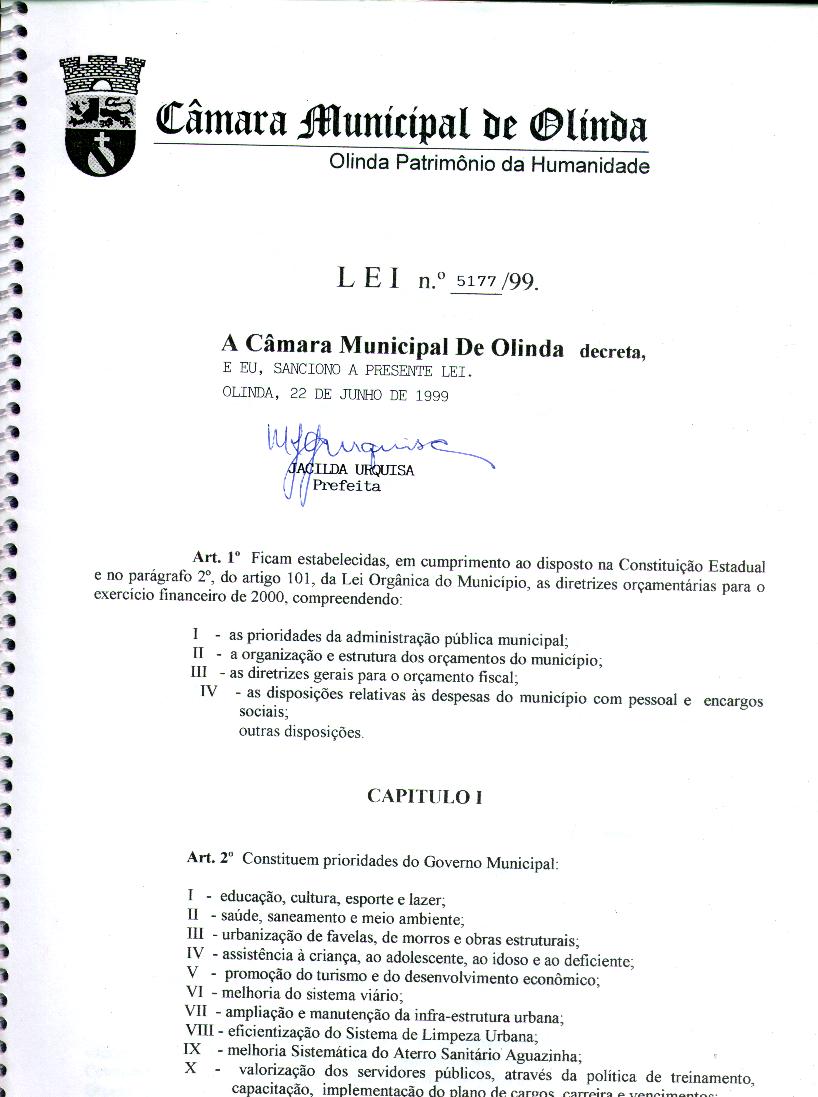 Câmara Municipal de Olinda
Olinda Patrimônio da Humanidade
L E I n.º 5177/99.
A Câmara Municipal De Olinda decreta,
E EU, SANCIONO A PRESENTE LEI.
OLINDA, 22 DE JUNHO DE 1999
JACILDA URQUISA
Prefeita
Art. 1º Ficam estabelecidas, em cumprimento ao disposto na Constituição Estadual
e no parágrafo 2º, do artigo 101, da Lei Orgânica do Município, as diretrizes orçamentárias para o
exercício financeiro de 2000, compreendendo:
I - as prioridades da administração pública municipal;
II - a organização e estrutura dos orçamentos do município;
III - as diretrizes gerais para o orçamento fiscal;
IV - as disposições relativas às despesas do município com pessoal e encargos
sociais;
outras disposições.
CAPITULO I
Art. 2º Constituem prioridades do Governo Municipal:
I - educação, cultura, esporte e lazer;
II - saúde, saneamento e meio ambiente;
III - urbanização de favelas, de morros e obras estruturais;
IV - assistência à criança, ao adolescente, ao idoso e ao deficiente;
V - promoção do turismo e do desenvolvimento econômico;
VI - melhoria do sistema viário;
VII - ampliação e manutenção da infra-estrutura urbana;
VIII - eficientização do Sistema de Limpeza Urbana;
IX - melhoria Sistemática do Aterro Sanitário Aguazinha;
X - valorização dos servidores públicos, através da política de treinamento,
capacitação, implementação do plano de cargos, carreira e vencimentos;